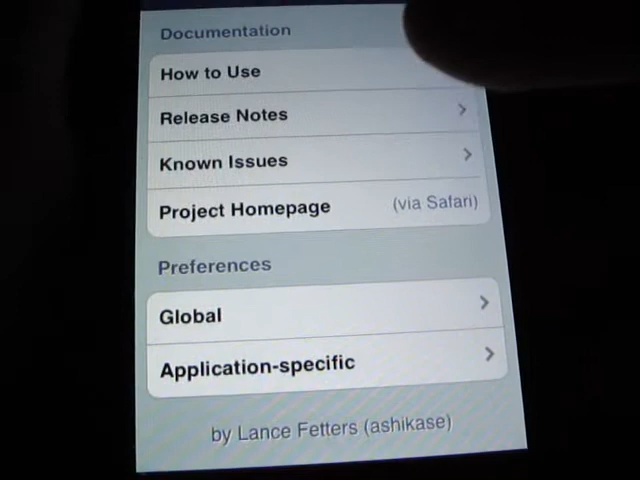 Documentation
How to Use
Release Notes
Known Issues
Project Homepage (via Safari)
Preferences
Global
Application-specific
by Lance Fetters (ashikase)